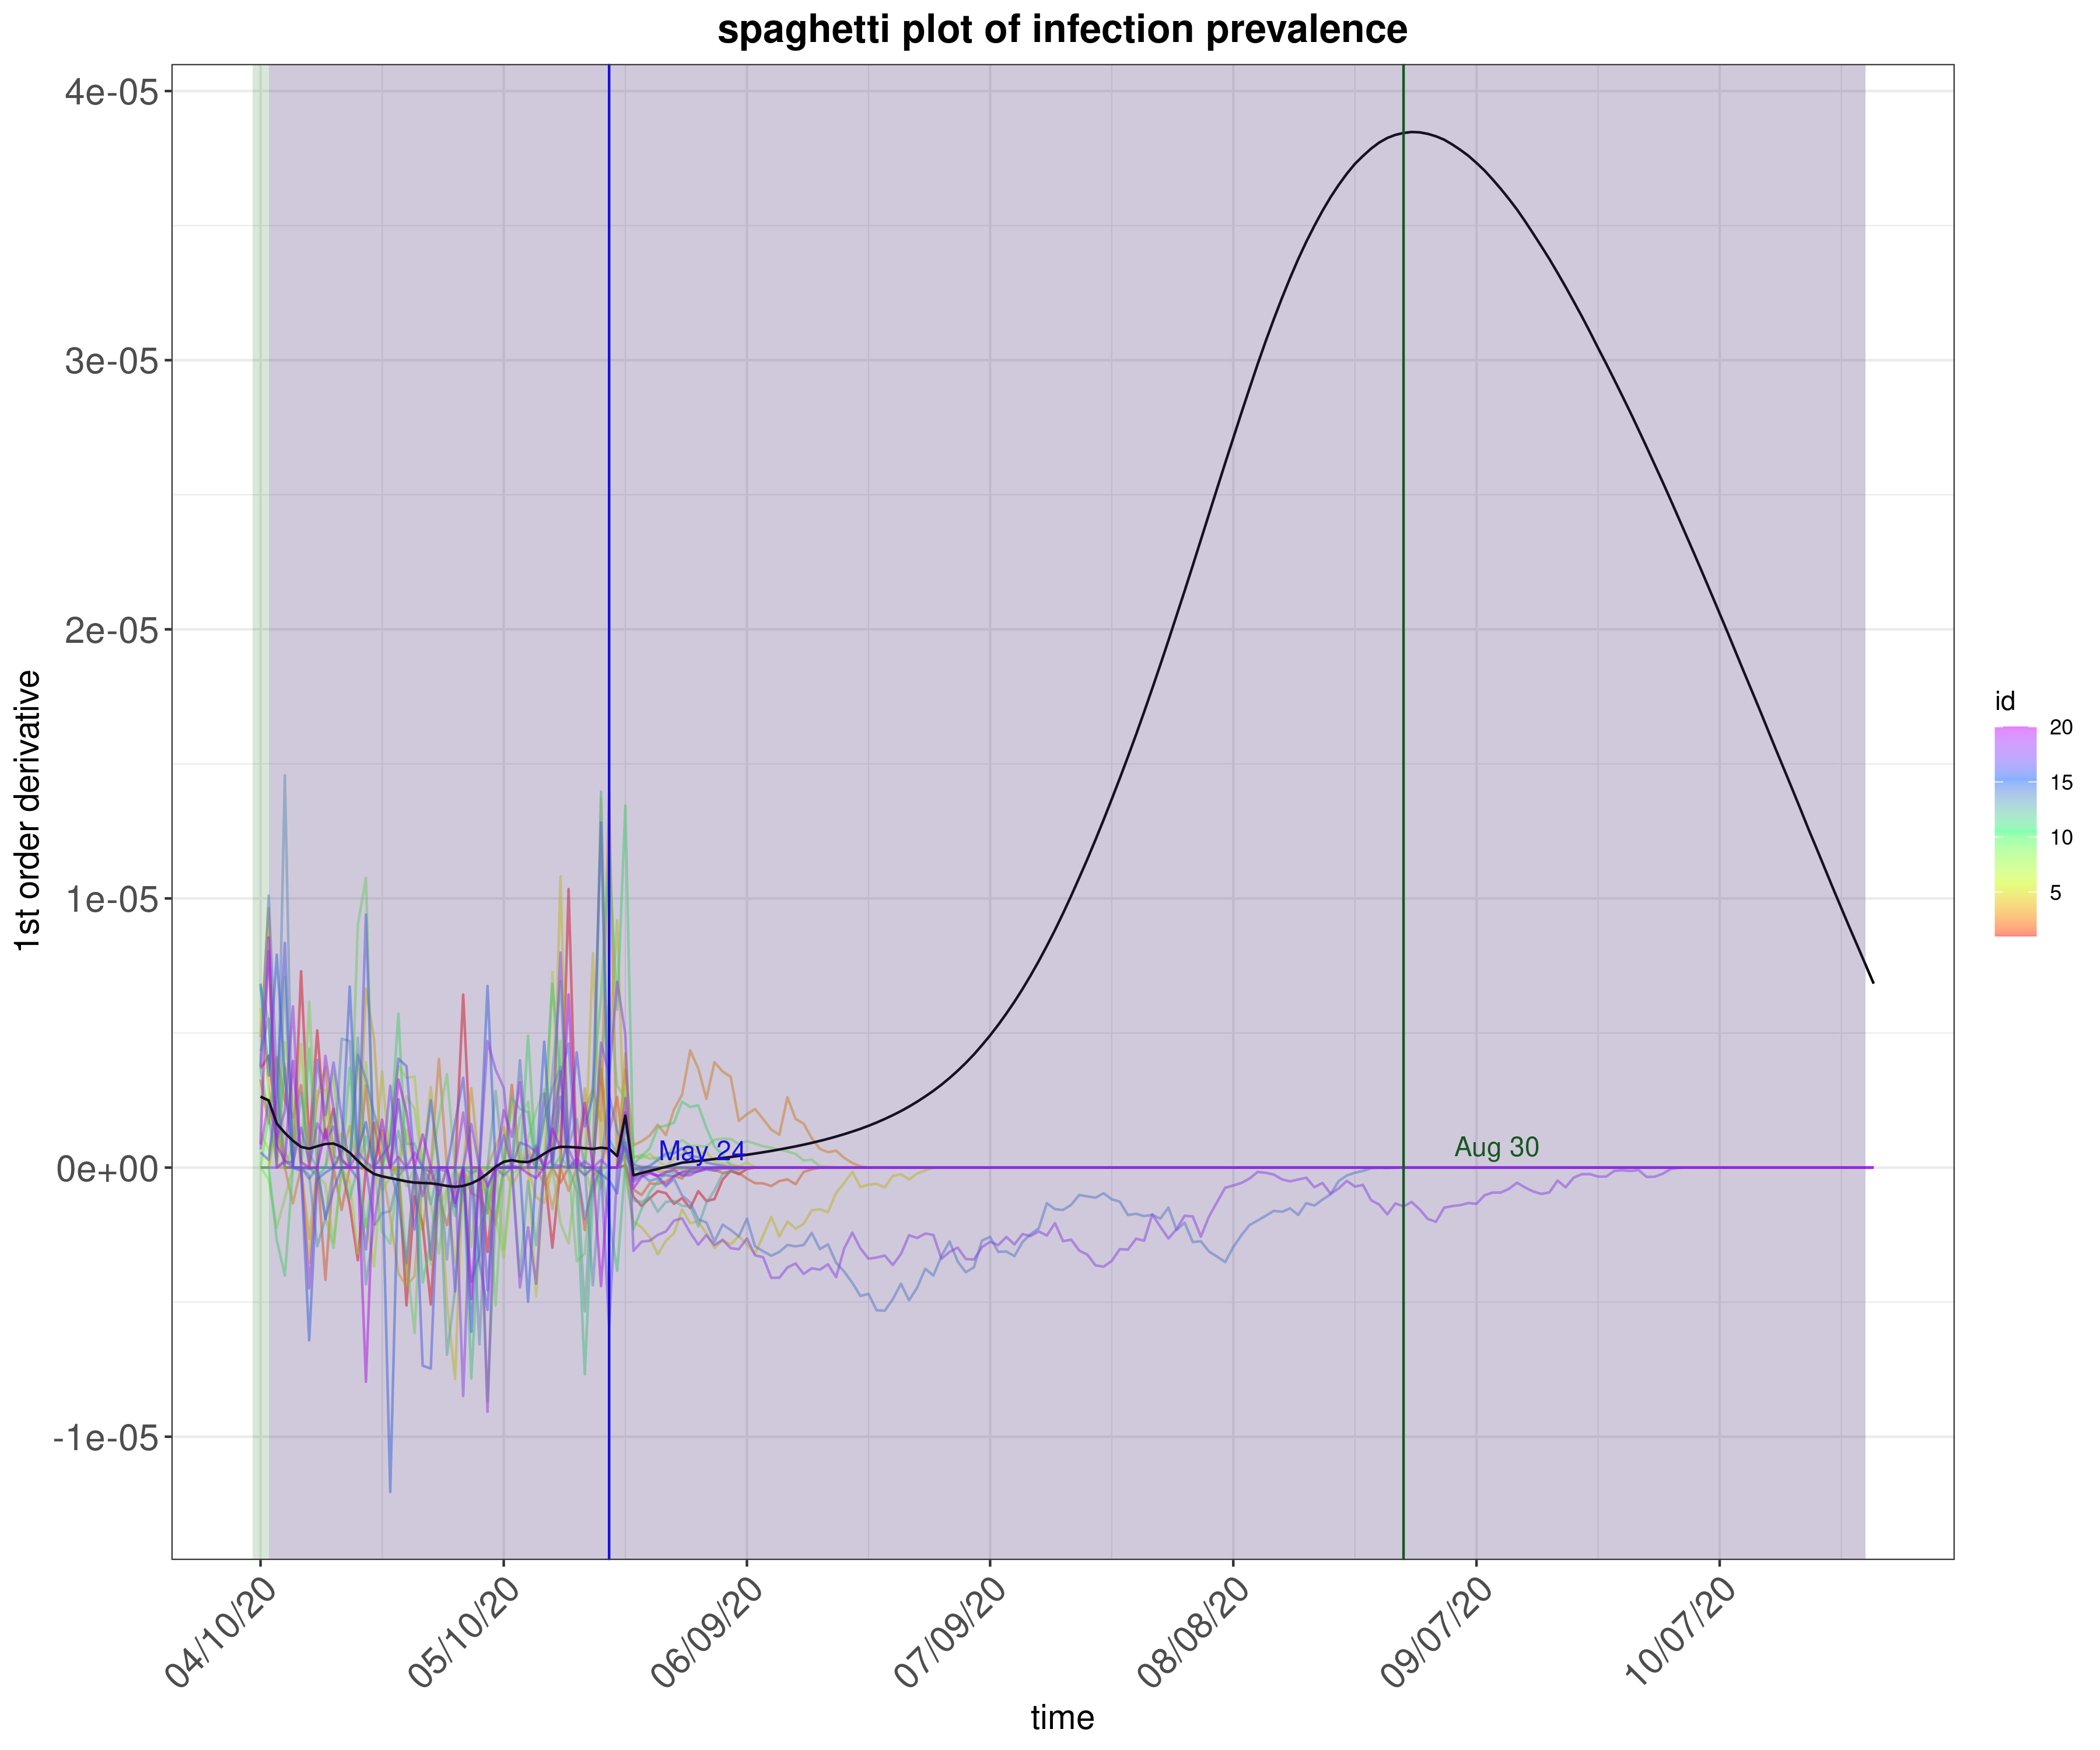 spaghetti plot of infection prevalence
4e-05
3e-05
2e-05
1e-05
0e+00
-1e-05
1st order derivative
May 24
Aug 30
id
20
15
10
5
04/10/20
05/10/20
06/09/20
07/09/20
08/08/20
09/07/20
10/07/20
time